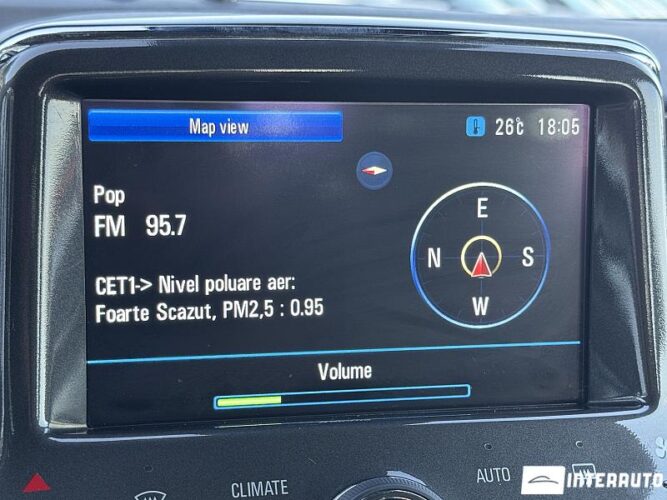 Map view
26°c 18:05
Pop
FM 95.7
E
N S
W
CET1-> Nivel poluare aer:
Foarte Scazut, PM2,5 : 0.95
Volume
CLIMATE
AUTO
INTERAUTO